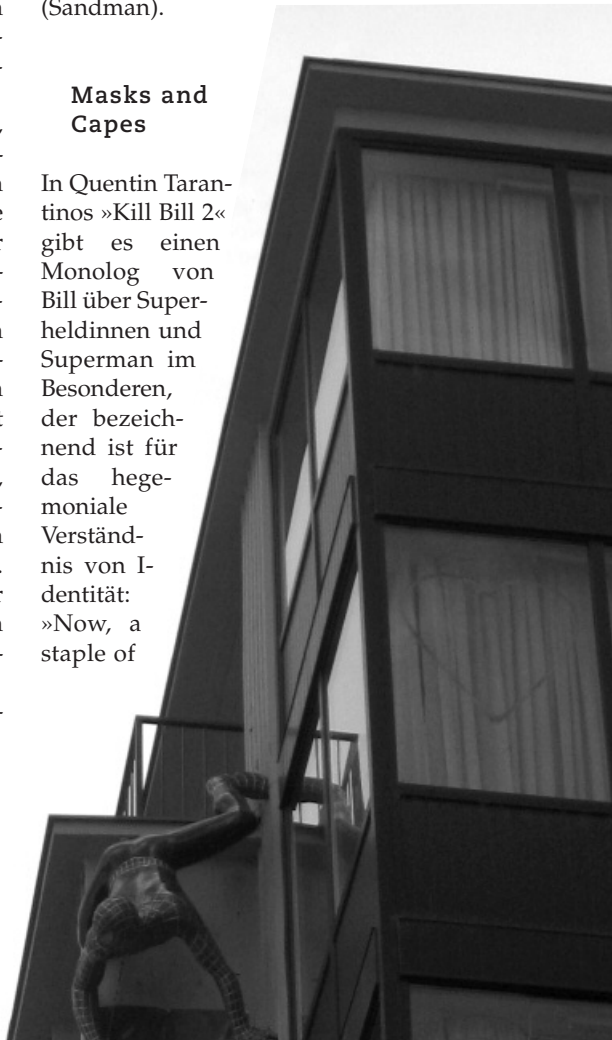 (Sandman).
Masks and
Capes
In Quentin Taran-
tinos »Kill Bill 2«
gibt es einen
Monolog von
Bill über Super-
heldinnen und
Superman im
Besonderen,
der bezeich-
nend ist für
das hege-
moniale
Verständ-
nis von I-
dentität:
»Now, a
staple of